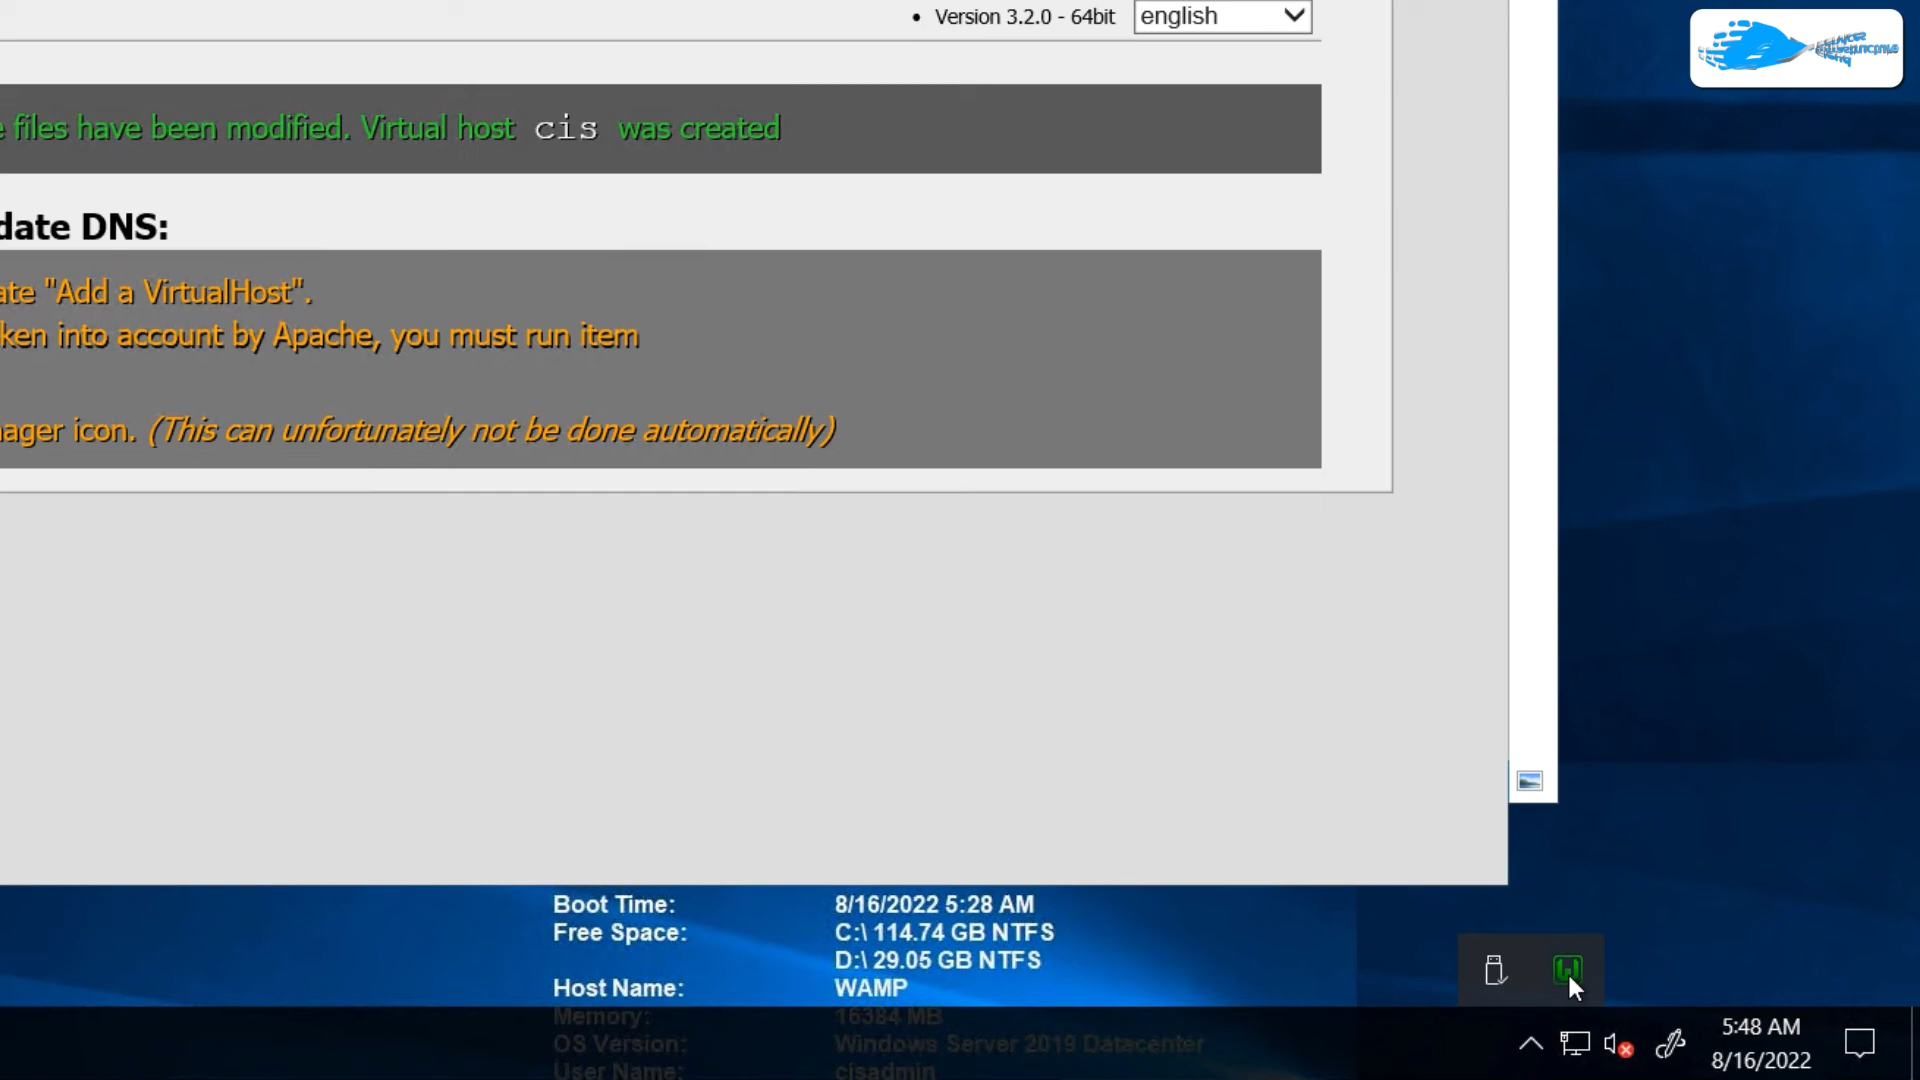 Version 3.2.0 - 64bit
english
files have been modified. Virtual host cis was created
date DNS:
ate "Add a VirtualHost".
ken into account by Apache, you must run item
ager icon. (This can unfortunately not be done automatically)
Boot Time: 8/16/2022 5:28 AM
Free Space: C:\ 114.74 GB NTFS
D:\ 29.05 GB NTFS
Host Name: WAMP
Memory: 16384 MB
OS Version: Windows Server 2019 Datacenter
User Name: cisadmin
5:48 AM
8/16/2022